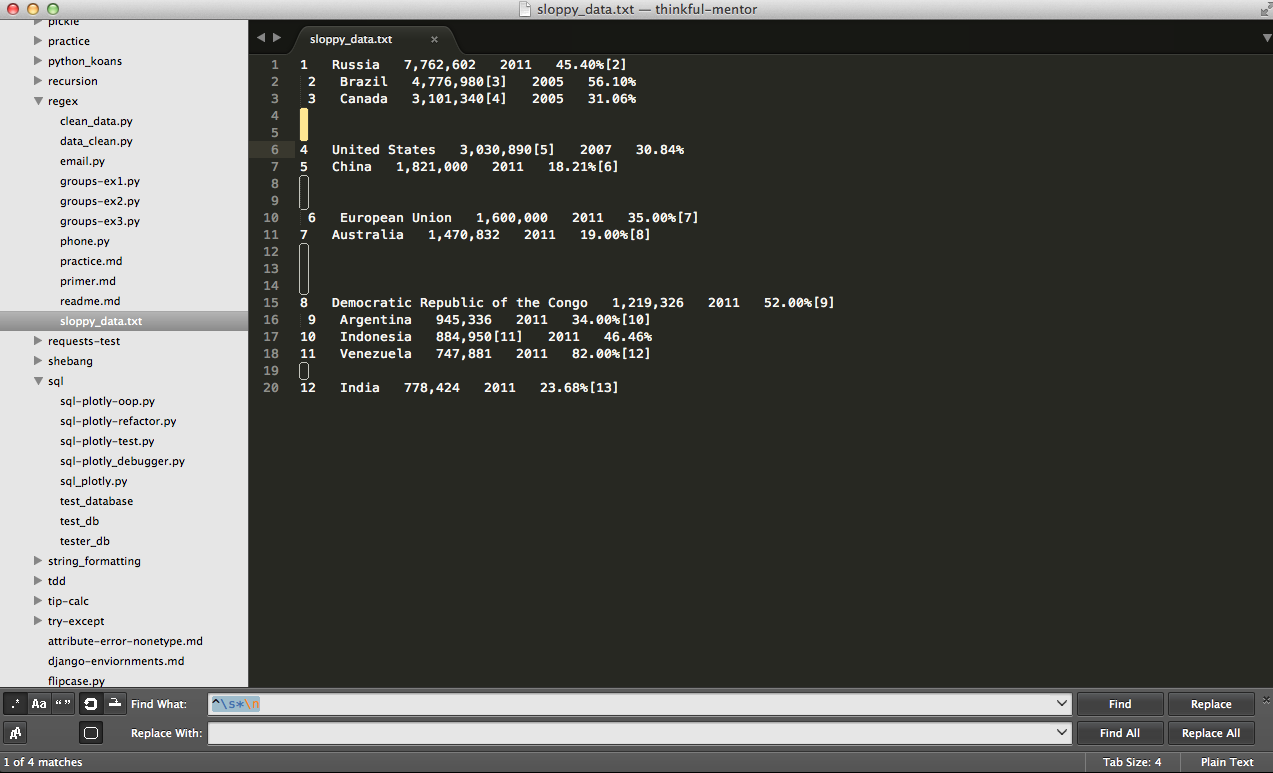 sloppy_data.txt — thinkful-mentor
pickle
practice
python_koans
recursion
regex
clean_data.py
data_clean.py
email.py
groups-ex1.py
groups-ex2.py
groups-ex3.py
phone.py
practice.md
primer.md
readme.md
sloppy_data.txt
requests-test
shebang
sql
sql-plotly-oop.py
sql-plotly-refactor.py
sql-plotly-test.py
sql-plotly_debugger.py
sql_plotly.py
test_database
test_db
tester_db
string_formatting
tdd
tip-calc
try-except
attribute-error-nonetype.md
django-enviornments.md
flipcase.py
sloppy_data.txt ×
1 1   Russia   7,762,602   2011   45.40%[2]
2  2   Brazil   4,776,980[3]   2005   56.10%
3  3   Canada   3,101,340[4]   2005   31.06%
4
5
6 4   United States   3,030,890[5]   2007   30.84%
7 5   China   1,821,000   2011   18.21%[6]
8
9
10  6   European Union   1,600,000   2011   35.00%[7]
11 7   Australia   1,470,832   2011   19.00%[8]
12
13
14
15 8   Democratic Republic of the Congo   1,219,326   2011   52.00%[9]
16  9   Argentina   945,336   2011   34.00%[10]
17 10   Indonesia   884,950[11]   2011   46.46%
18 11   Venezuela   747,881   2011   82.00%[12]
19
20 12   India   778,424   2011   23.68%[13]
.* Aa “” Find What: ^\s*\n Find Replace
Replace With: Find All Replace All
1 of 4 matches Tab Size: 4 Plain Text